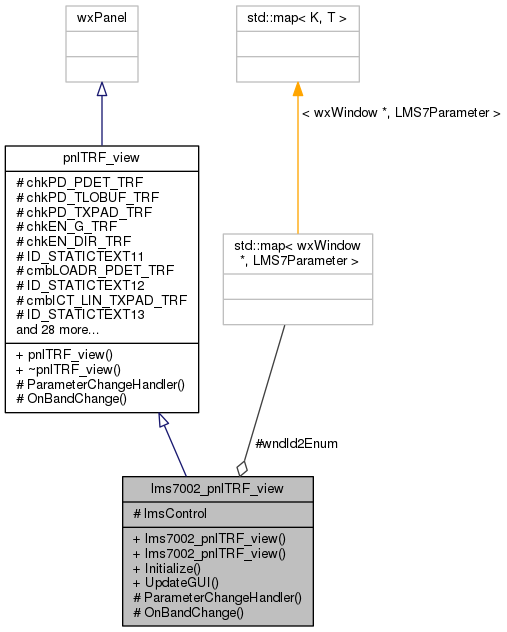 wxPanel
std::map< K, T >
< wxWindow *, LMS7Parameter >
pnlTRF_view
# chkPD_PDET_TRF
# chkPD_TLOBUF_TRF
# chkPD_TXPAD_TRF
# chkEN_G_TRF
# chkEN_DIR_TRF
# ID_STATICTEXT11
# cmbLOADR_PDET_TRF
# ID_STATICTEXT12
# cmbICT_LIN_TXPAD_TRF
# ID_STATICTEXT13
and 28 more...
+ pnlTRF_view()
+ ~pnlTRF_view()
# ParameterChangeHandler()
# OnBandChange()
std::map< wxWindow
*, LMS7Parameter >
#wndId2Enum
lms7002_pnlTRF_view
# lmsControl
+ lms7002_pnlTRF_view()
+ lms7002_pnlTRF_view()
+ Initialize()
+ UpdateGUI()
# ParameterChangeHandler()
# OnBandChange()